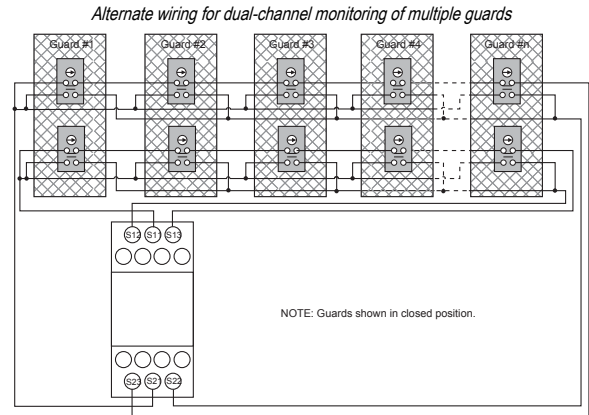 Alternate wiring for dual-channel monitoring of multiple guards
Guard #1 Guard #2 Guard #3 Guard #4 Guard #n
S12 S11 S13
NOTE: Guards shown in closed position.
S23 S21 S22